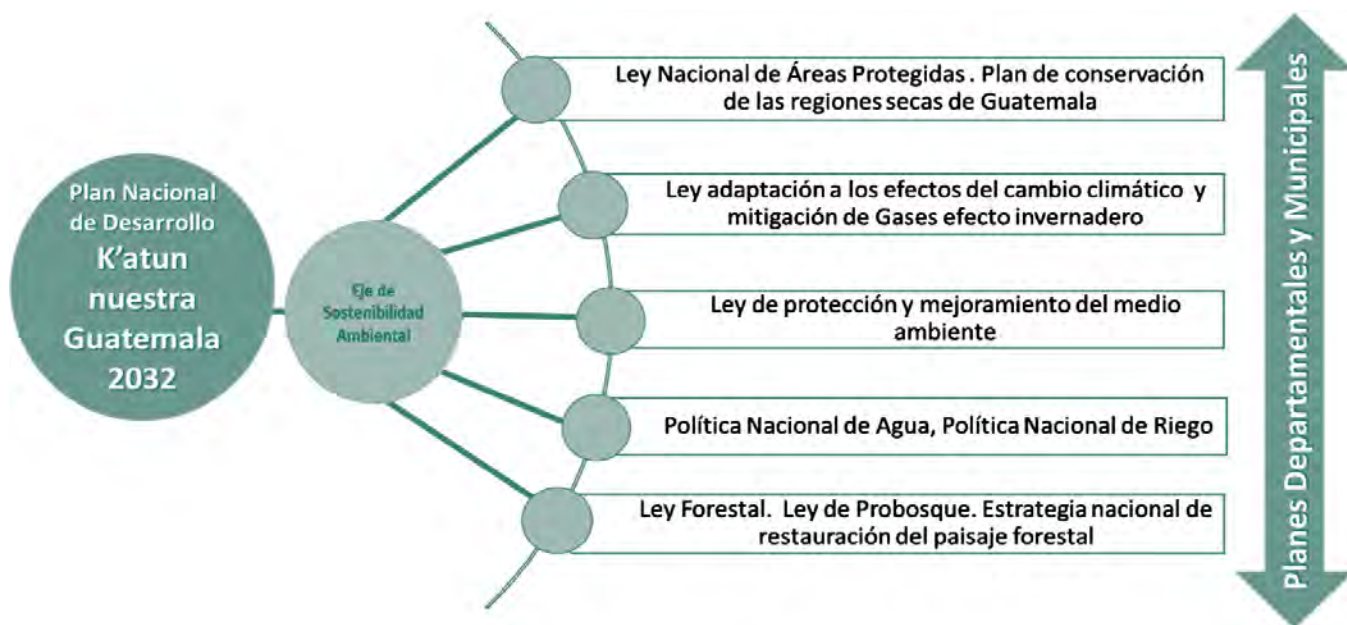 Plan Nacional
de Desarrollo
K'atun
nuestra
Guatemala
2032
Eje de
Sostenibilidad
Ambiental
Ley Nacional de Áreas Protegidas . Plan de conservación
de las regiones secas de Guatemala
Ley adaptación a los efectos del cambio climático y
mitigación de Gases efecto invernadero
Ley de protección y mejoramiento del medio
ambiente
Política Nacional de Agua, Política Nacional de Riego
Ley Forestal. Ley de Probosque. Estrategia nacional de
restauración del paisaje forestal
Planes Departamentales y Municipales